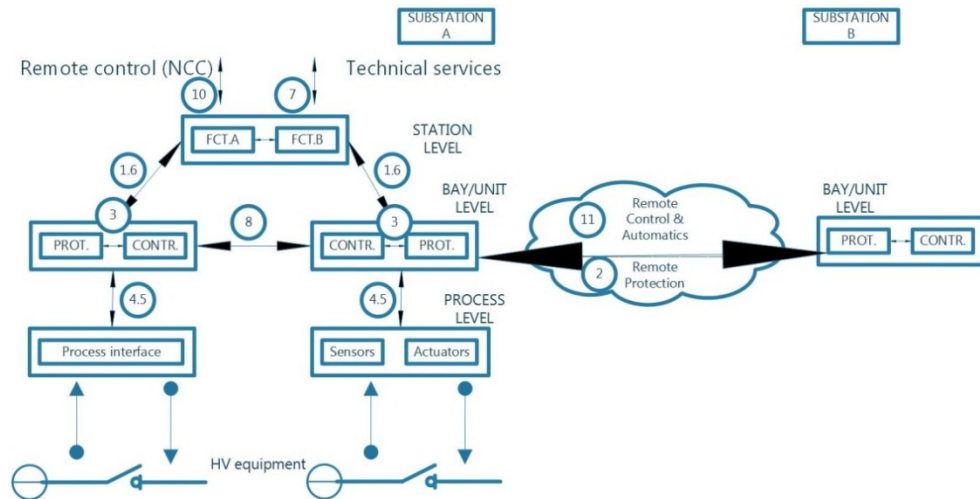 SUBSTATION
A
SUBSTATION
B
Remote control (NCC)
Technical services
10
7
FCT.A
FCT.B
STATION
LEVEL
1.6
1.6
BAY/UNIT
LEVEL
BAY/UNIT
LEVEL
3
8
3
11
Remote
Control &
Automatics
PROT.
CONTR.
CONTR.
PROT.
PROT.
CONTR.
2
Remote
Protection
4.5
4.5
PROCESS
LEVEL
Process interface
Sensors
Actuators
HV equipment